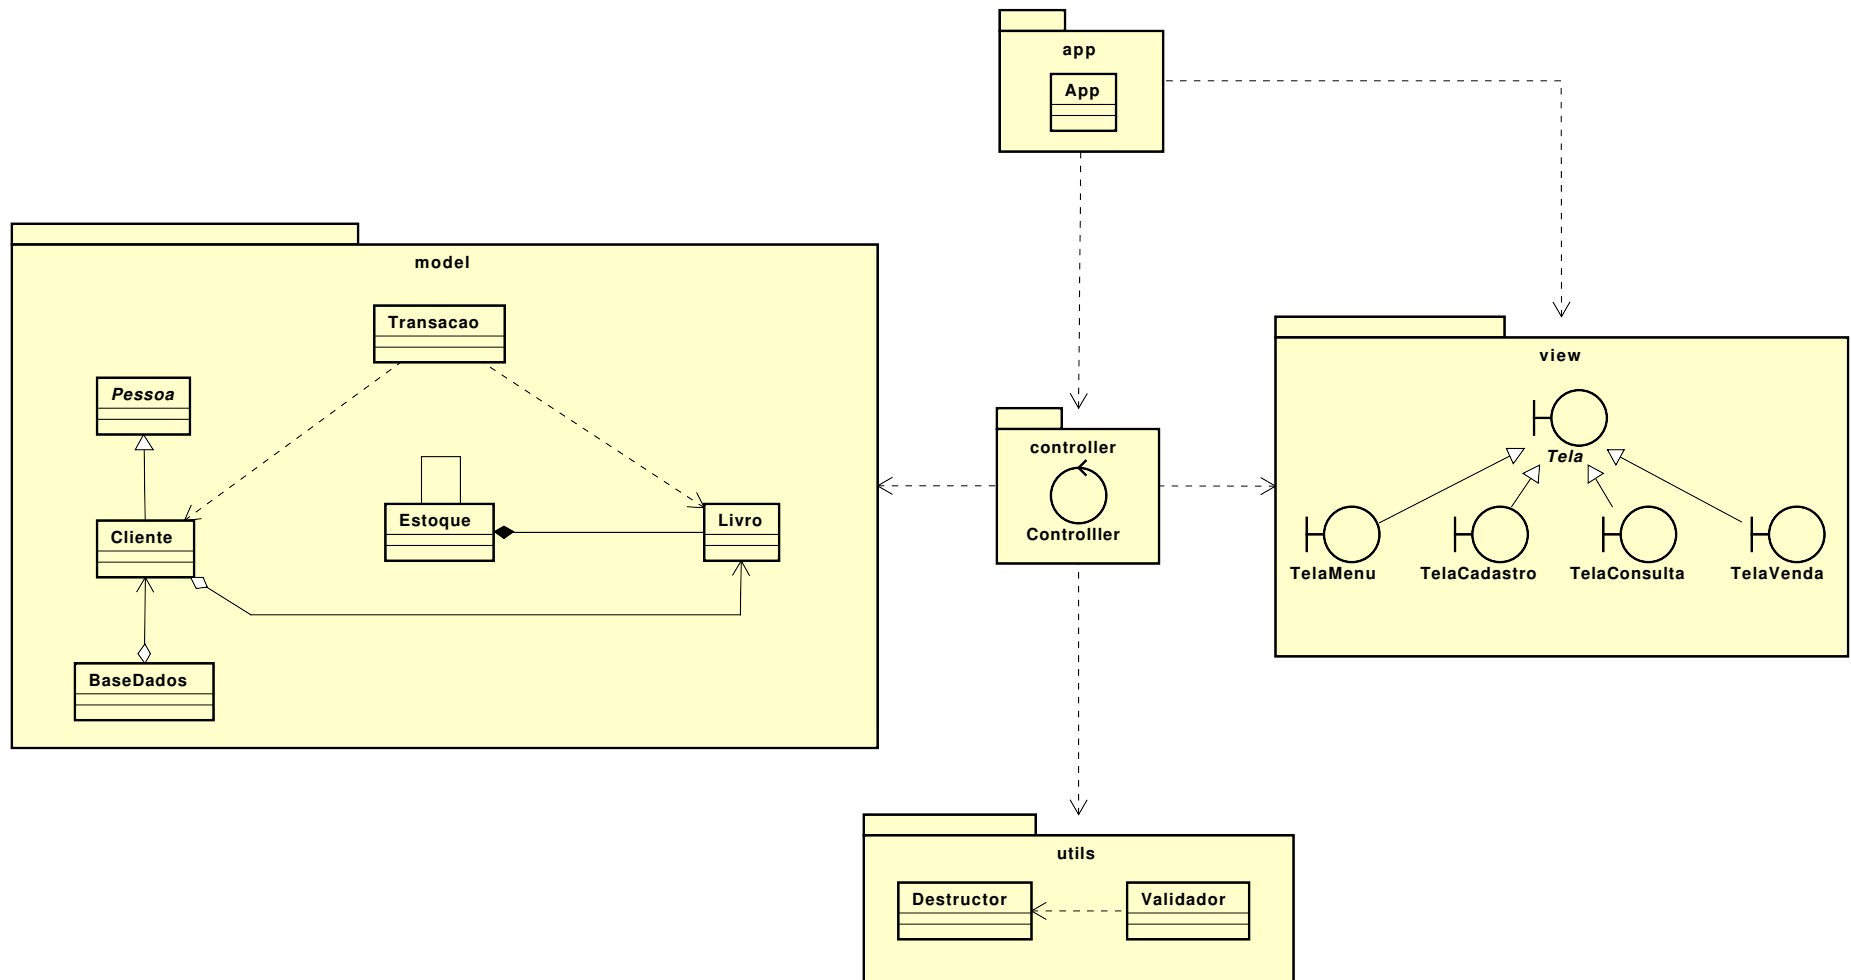 app
App
model
Transacao
Pessoa
Estoque
Livro
Cliente
BaseDados
controller
Controlller
view
Tela
TelaMenu
TelaCadastro
TelaConsulta
TelaVenda
utils
Destructor
Validador